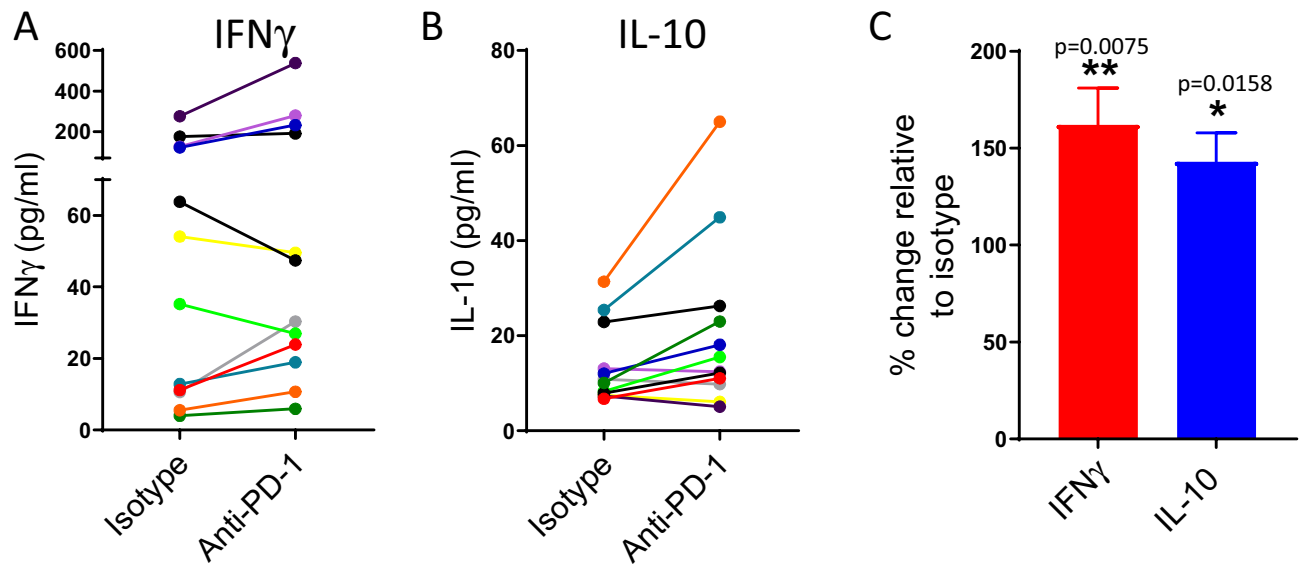 A
IFNγ
IFNγ (pg/ml)
600
400
200
60
40
20
0
Isotype
Anti-PD-1
B
IL-10
IL-10 (pg/ml)
80
60
40
20
0
Isotype
Anti-PD-1
C
% change relative
to isotype
200
150
100
50
0
p=0.0075
**
p=0.0158
*
IFNγ
IL-10